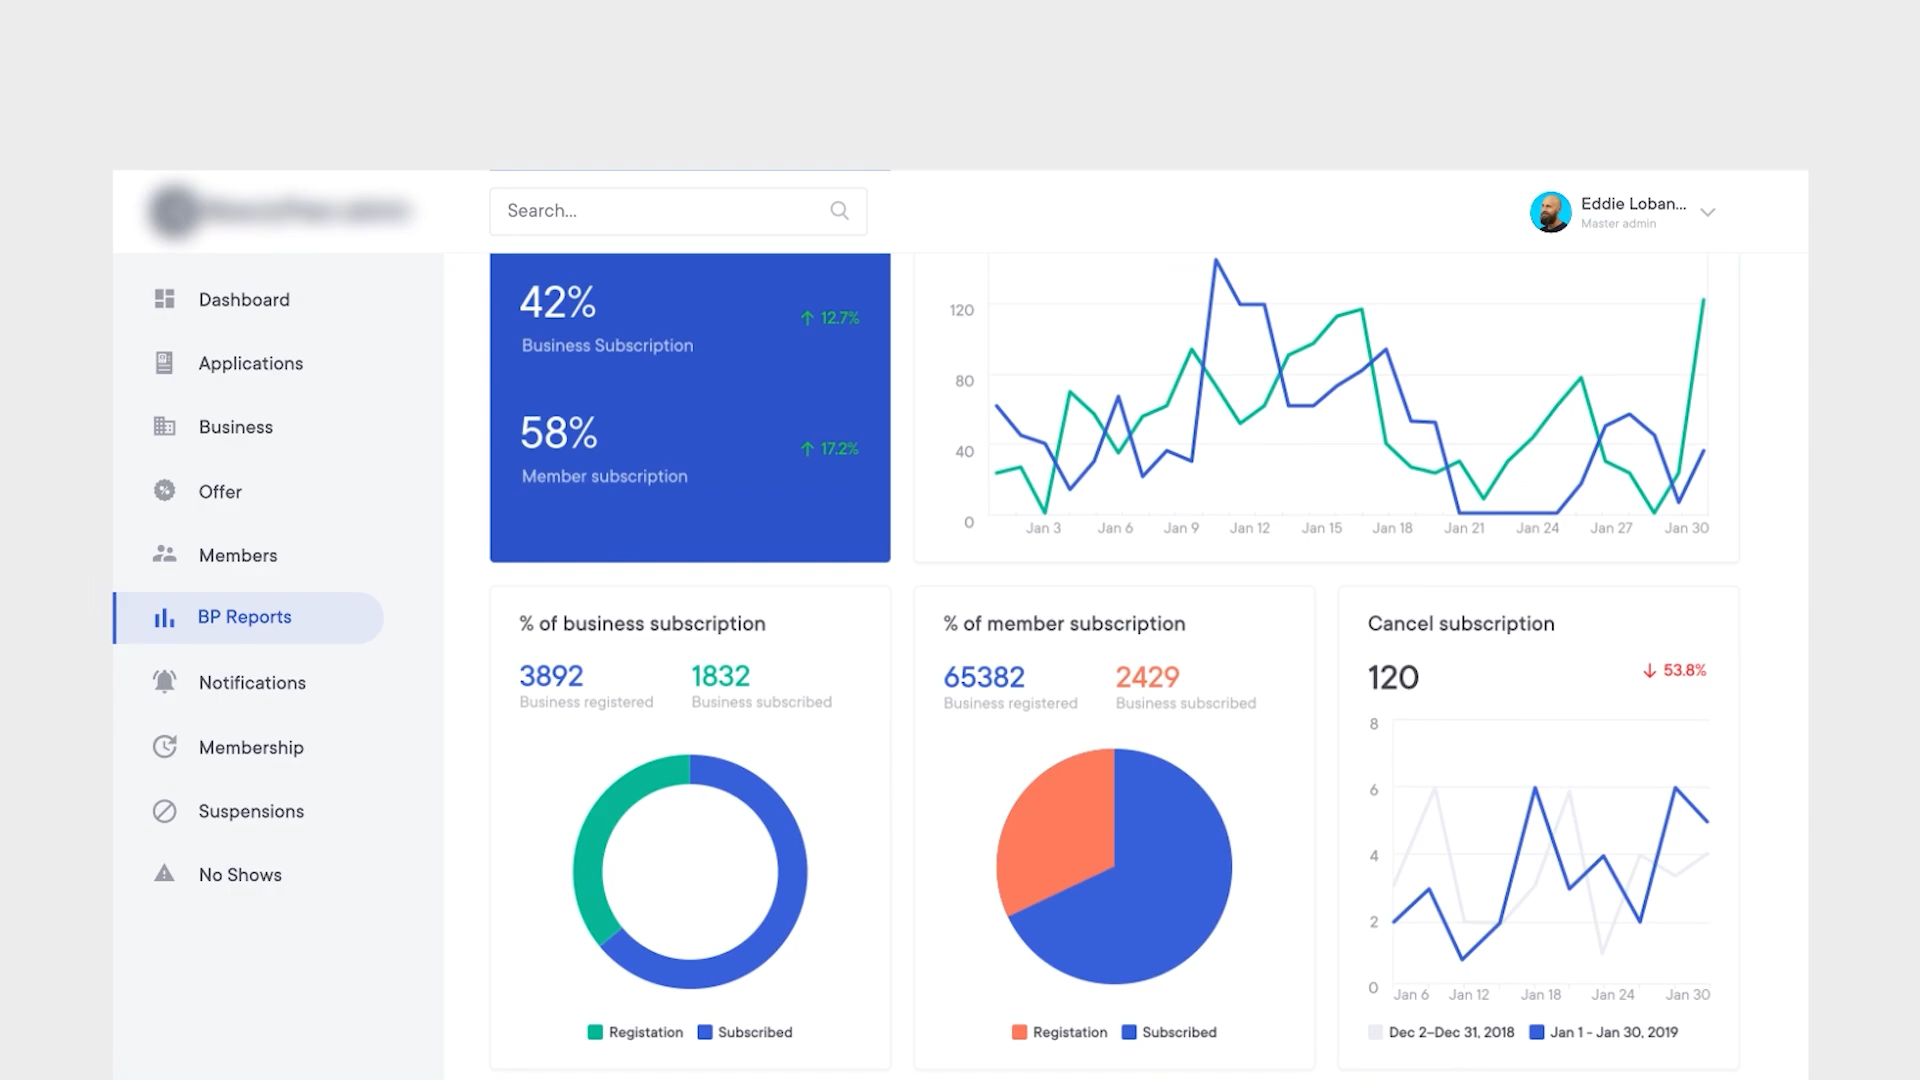 Search...
Eddie Loban...
Master admin
Dashboard
Applications
Business
Offer
Members
BP Reports
Notifications
Membership
Suspensions
No Shows
42%
↑ 12.7%
Business Subscription
58%
↑ 17.2%
Member subscription
120
80
40
0
Jan 3 Jan 6 Jan 9 Jan 12 Jan 15 Jan 18 Jan 21 Jan 24 Jan 27 Jan 30
% of business subscription
3892 1832
Business registered Business subscribed
Registation Subscribed
% of member subscription
65382 2429
Business registered Business subscribed
Registation Subscribed
Cancel subscription
120 ↓ 53.8%
8
6
4
2
0
Jan 6 Jan 12 Jan 18 Jan 24 Jan 30
Dec 2–Dec 31, 2018 Jan 1 - Jan 30, 2019